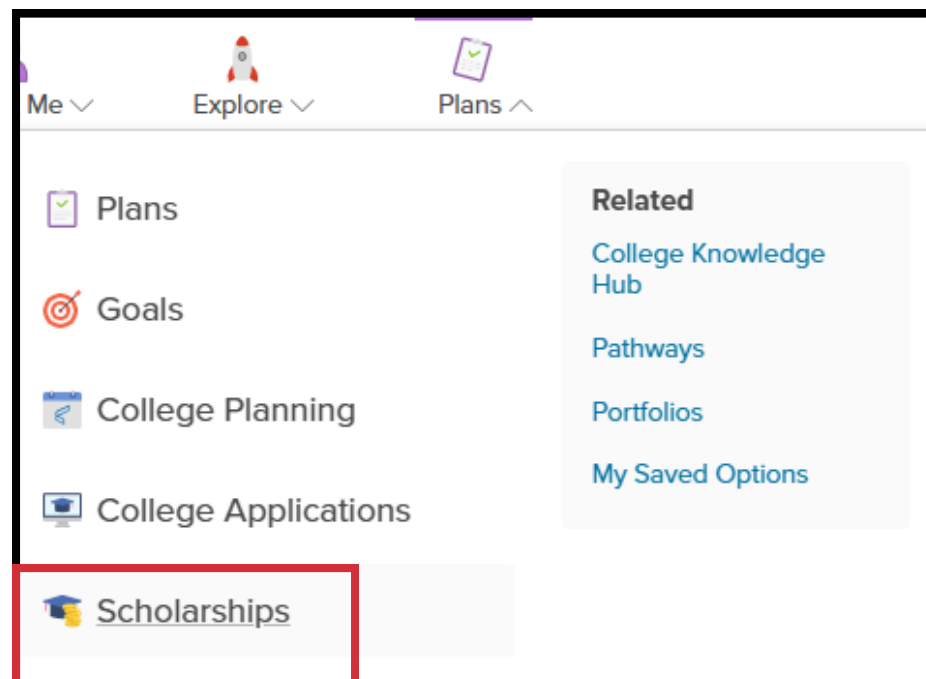 Me
Explore
Plans
Plans
Goals
College Planning
College Applications
Scholarships
Related
College Knowledge
Hub
Pathways
Portfolios
My Saved Options